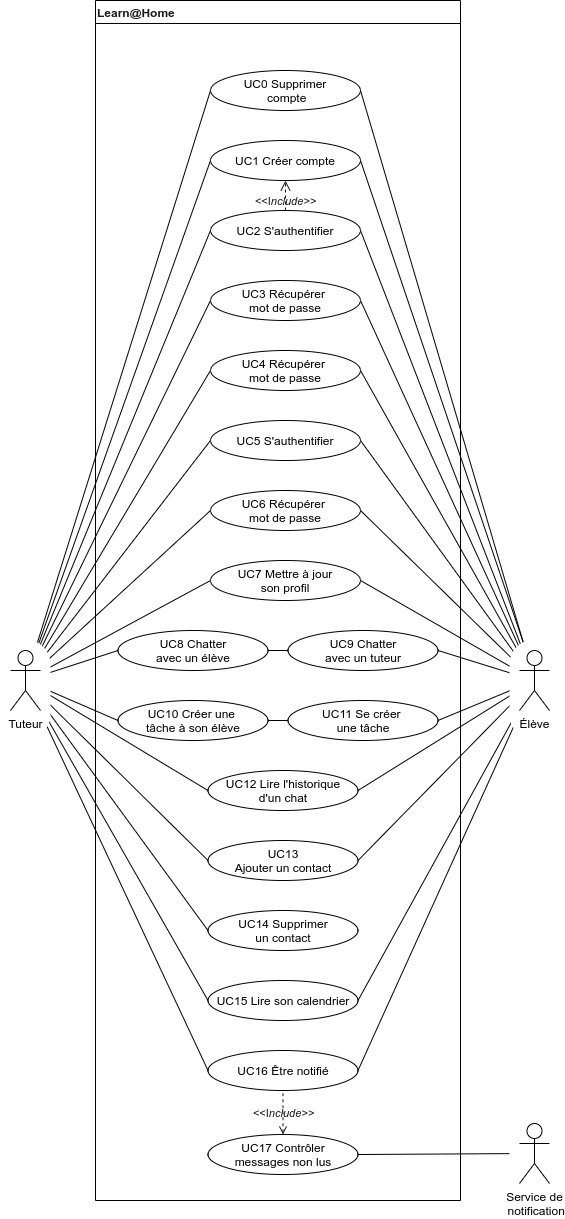 Learn@Home
UC0 Supprimer
compte
UC1 Créer compte
<<Include>>
UC2 S'authentifier
UC3 Récupérer
mot de passe
UC4 Récupérer
mot de passe
UC5 S'authentifier
UC6 Récupérer
mot de passe
UC7 Mettre à jour
son profil
UC8 Chatter
avec un élève
UC9 Chatter
avec un tuteur
Tuteur
Élève
UC10 Créer une
tâche à son élève
UC11 Se créer
une tâche
UC12 Lire l'historique
d'un chat
UC13
Ajouter un contact
UC14 Supprimer
un contact
UC15 Lire son calendrier
UC16 Être notifié
<<Include>>
UC17 Contrôler
messages non lus
Service de
notification